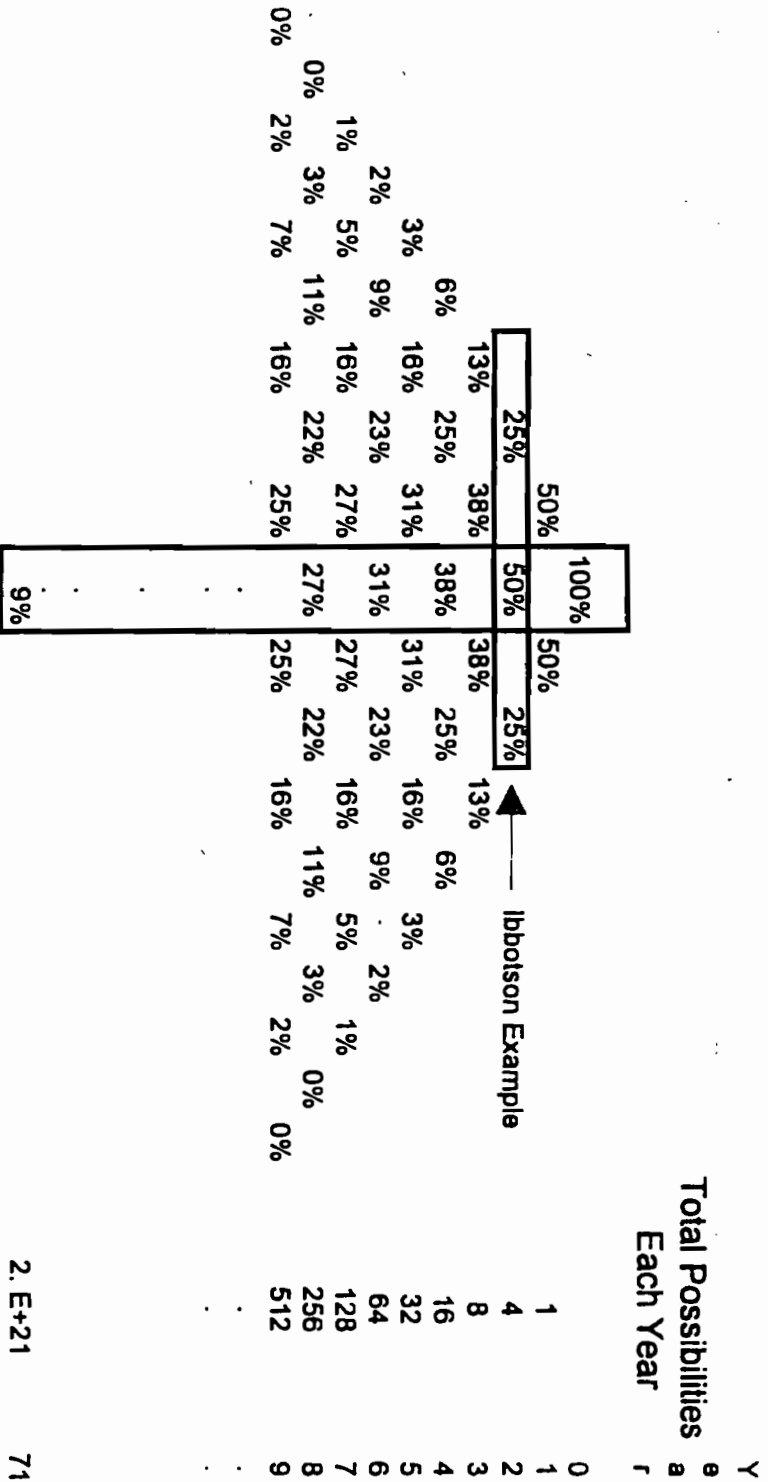 Y
Total Possibilities e
a
Each Year r
100% 0
50% 50% 1 1
25% 50% 25% Ibbotson Example 4 2
13% 38% 38% 13% 8 3
6% 25% 38% 25% 6% 16 4
3% 16% 31% 31% 16% 3% 32 5
2% 9% 23% 31% 23% 9% 2% 64 6
1% 5% 16% 27% 27% 16% 5% 1% 128 7
0% 3% 11% 22% 27% 22% 11% 3% 0% 256 8
0% 2% 7% 16% 25% 25% 16% 7% 2% 0% 512 9
. . .
. . .
.
.
9% 2. E+21 71